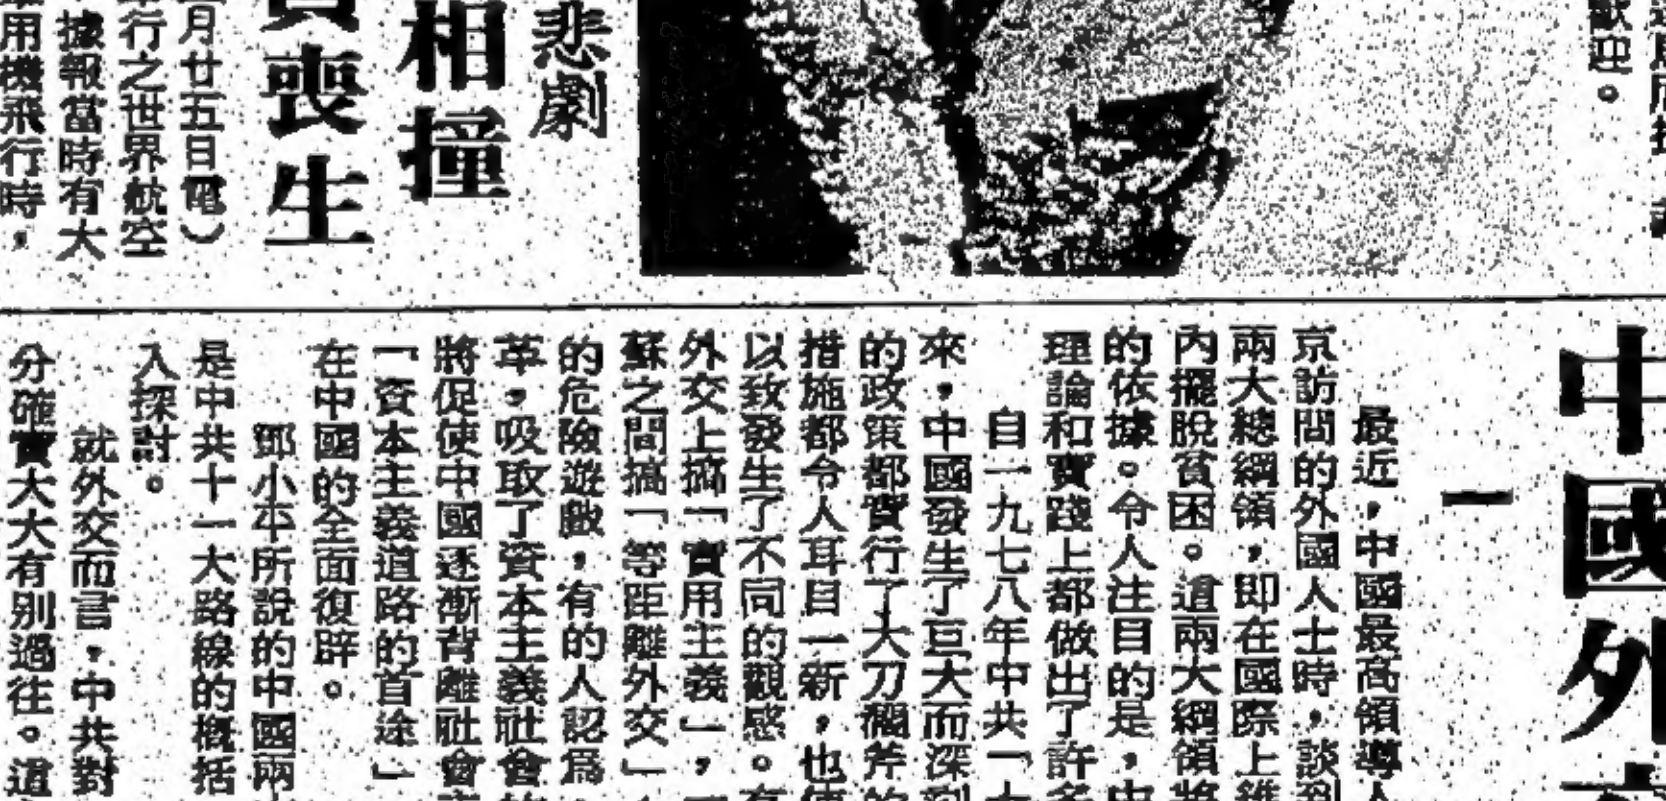 歡迎。
悲劇
相撞
喪生
月廿五日電）
行之世界航空
據報當時有大
用機飛行時，
中國外
一
最近，中國最高領導人
京訪問的外國人士時，談到
兩大總綱領，即在國際上維
內擺脫貧困。這兩大綱領將
的依據。令人注目的是，中
理論和實踐上都做出了許多
自一九七八年中共十一
來，中國發生了巨大而深刻
的政策都實行了大刀濶斧的
措施都令人耳目一新，也使
以致發生了不同的觀感。有
外交上搞「實用主義」，
蘇之間搞「等距離外交」
的危險遊戲，有的人認為
革，吸取了資本主義社會的
將促使中國逐漸背離社會主
「資本主義道路的首途」
在中國的全面復辟。
鄧小平所說的中國兩
是中共十一大路線的概括
入探討。
就外交而言，中共對
分確實大大有別過往。這